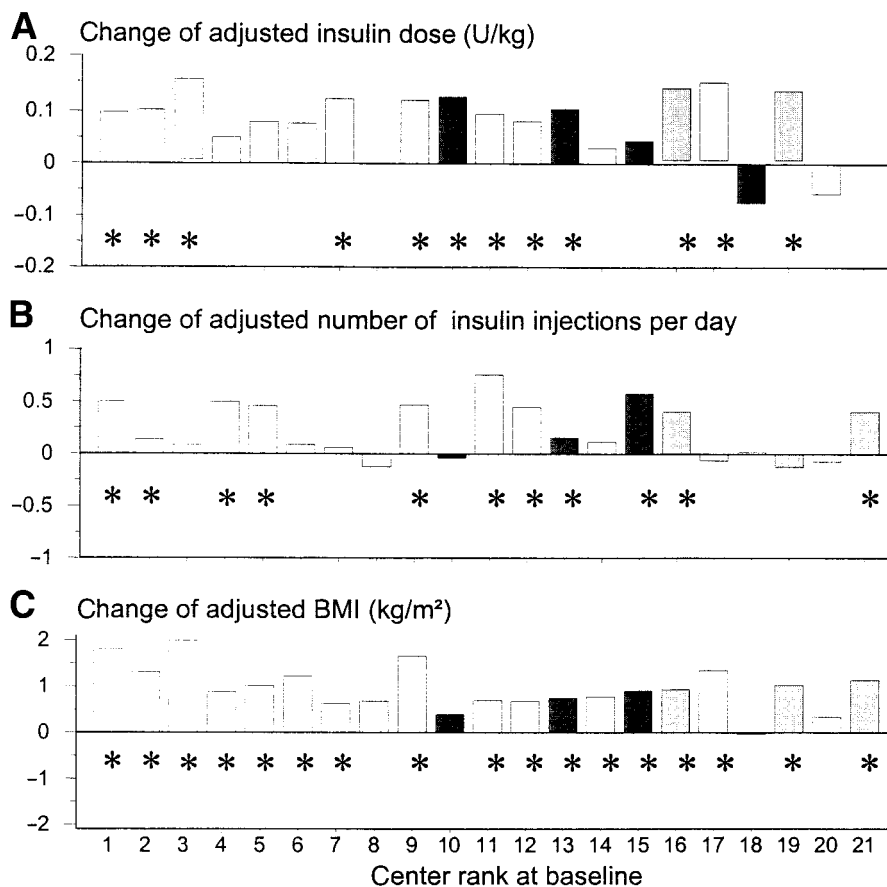 A
Change of adjusted insulin dose (U/kg)
0.2
0.1
0
-0.1
* * * * * * * * * * * *
-0.2
B
Change of adjusted number of insulin injections per day
1
0.5
0
-0.5
* * * * * * * * * * *
-1
C
Change of adjusted BMI (kg/m²)
2
1
0
-1
* * * * * * * * * * * * * * * * *
-2
1 2 3 4 5 6 7 8 9 10 11 12 13 14 15 16 17 18 19 20 21
Center rank at baseline